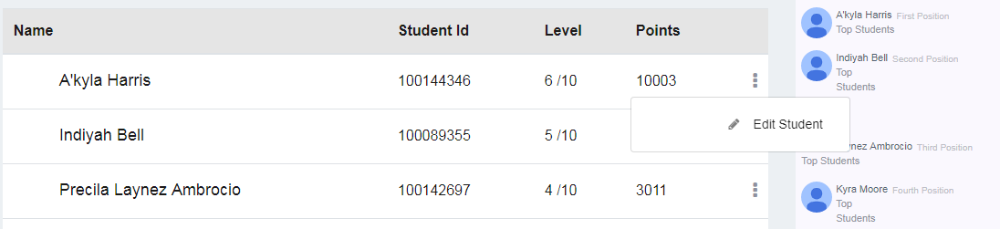 Name Student Id Level Points
A'kyla Harris 100144346 6 /10 10003
Indiyah Bell 100089355 5 /10
Edit Student
Precila Laynez Ambrocio 100142697 4 /10 3011
A'kyla Harris First Position
Top Students
Indiyah Bell Second Position
Top
Students
Ambrocio Third Position
Top Students
Kyra Moore Fourth Position
Top
Students